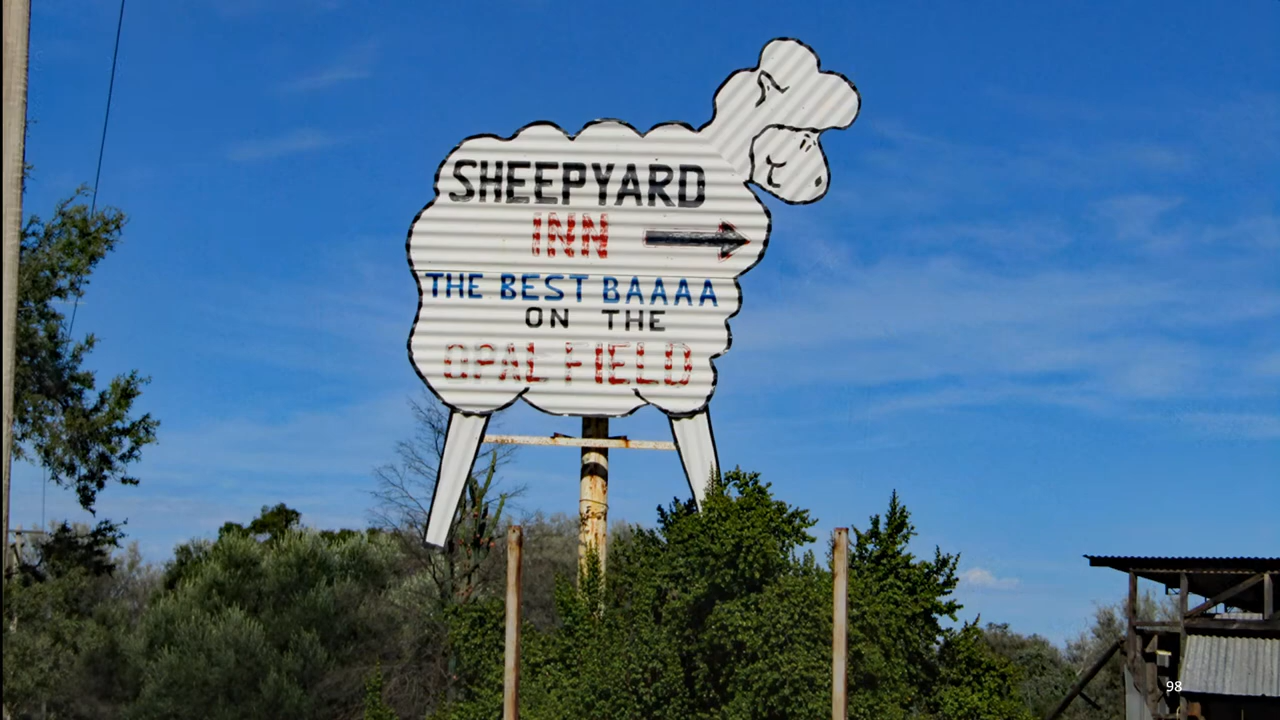 SHEEPYARD
INN
THE BEST BAAAA
ON THE
OPAL FIELD
98